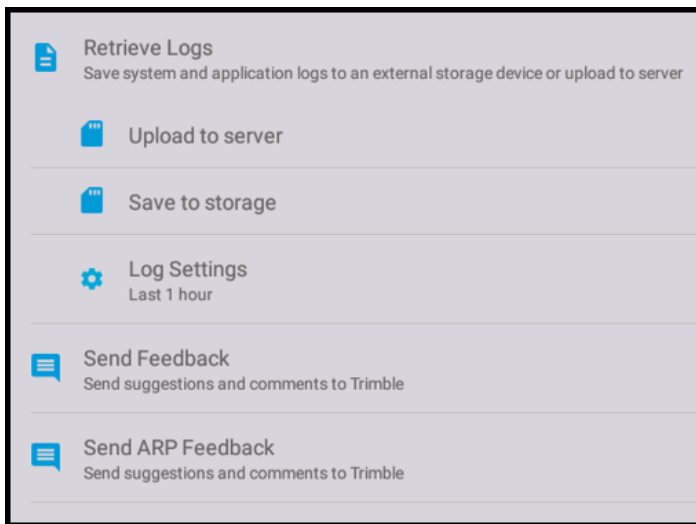 Retrieve Logs
Save system and application logs to an external storage device or upload to server
Upload to server
Save to storage
Log Settings
Last 1 hour
Send Feedback
Send suggestions and comments to Trimble
Send ARP Feedback
Send suggestions and comments to Trimble